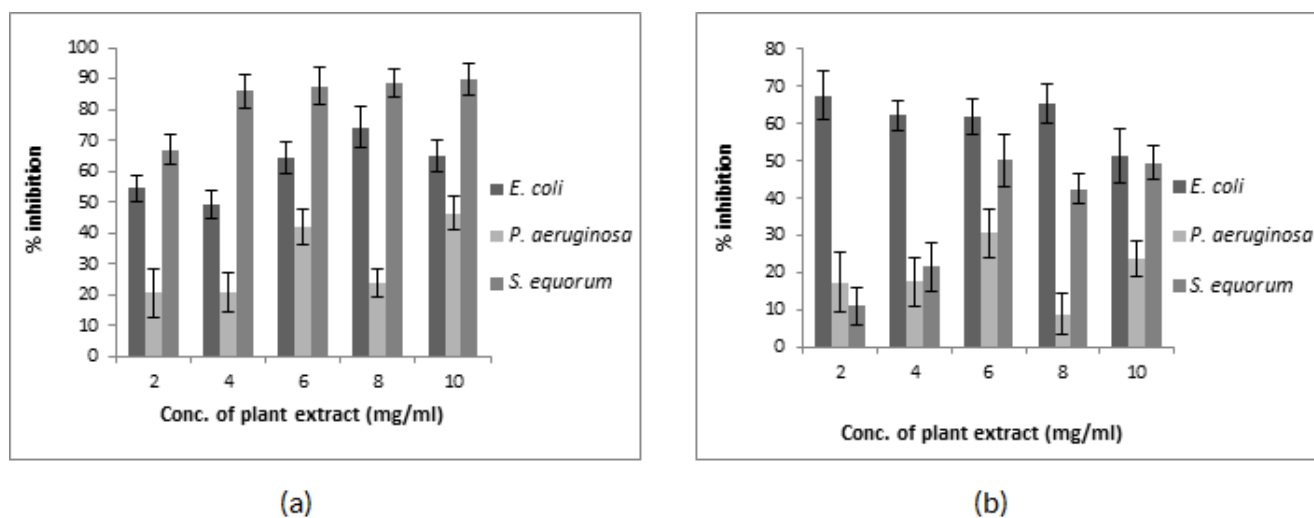 100
90
80
70
60
50
40
30
20
10
0
% inhibition
2 4 6 8 10
Conc. of plant extract (mg/ml)
E. coli
P. aeruginosa
S. equorum
(a)
80
70
60
50
40
30
20
10
0
% inhibition
2 4 6 8 10
Conc. of plant extract (mg/ml)
E. coli
P. aeruginosa
S. equorum
(b)